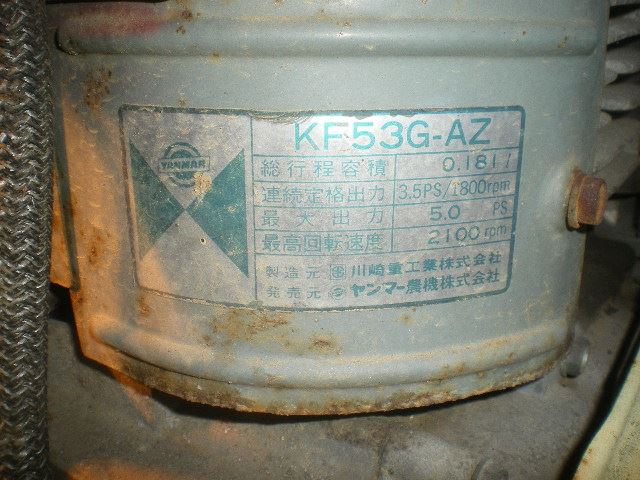 YANMAR
KF53G-AZ
総行程容積 0.181 l
連続定格出力 3.5PS/1800rpm
最大出力 5.0 PS
最高回転速度 2100 rpm
製造元 川崎重工業株式会社
発売元 ヤンマー農機株式会社